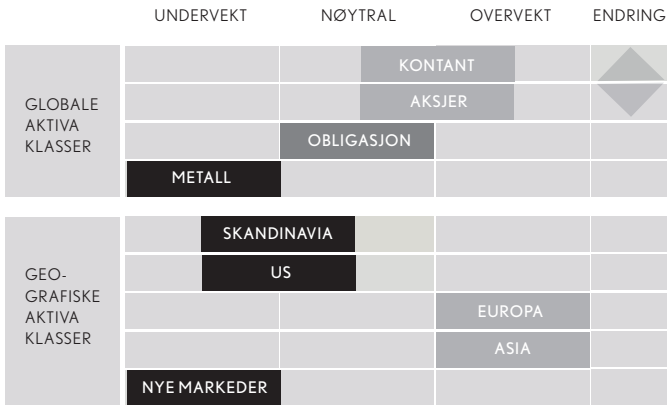 UNDERVEKT NØYTRAL OVERVEKT ENDRING
GLOBALE
AKTIVA
KLASSER
KONTANT
AKSJER
OBLIGASJON
METALL
GEO-
GRAFISKE
AKTIVA
KLASSER
SKANDINAVIA
US
EUROPA
ASIA
NYE MARKEDER